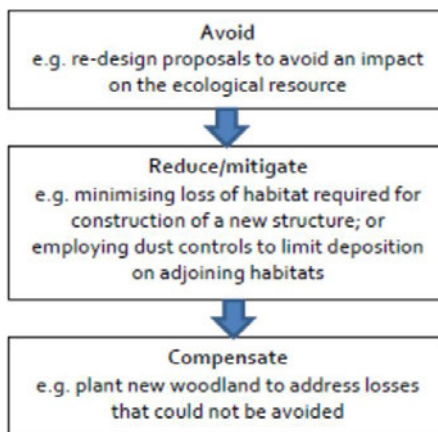 Avoid
e.g. re-design proposals to avoid an impact
on the ecological resource
Reduce/mitigate
e.g. minimising loss of habitat required for
construction of a new structure; or
employing dust controls to limit deposition
on adjoining habitats
Compensate
e.g. plant new woodland to address losses
that could not be avoided